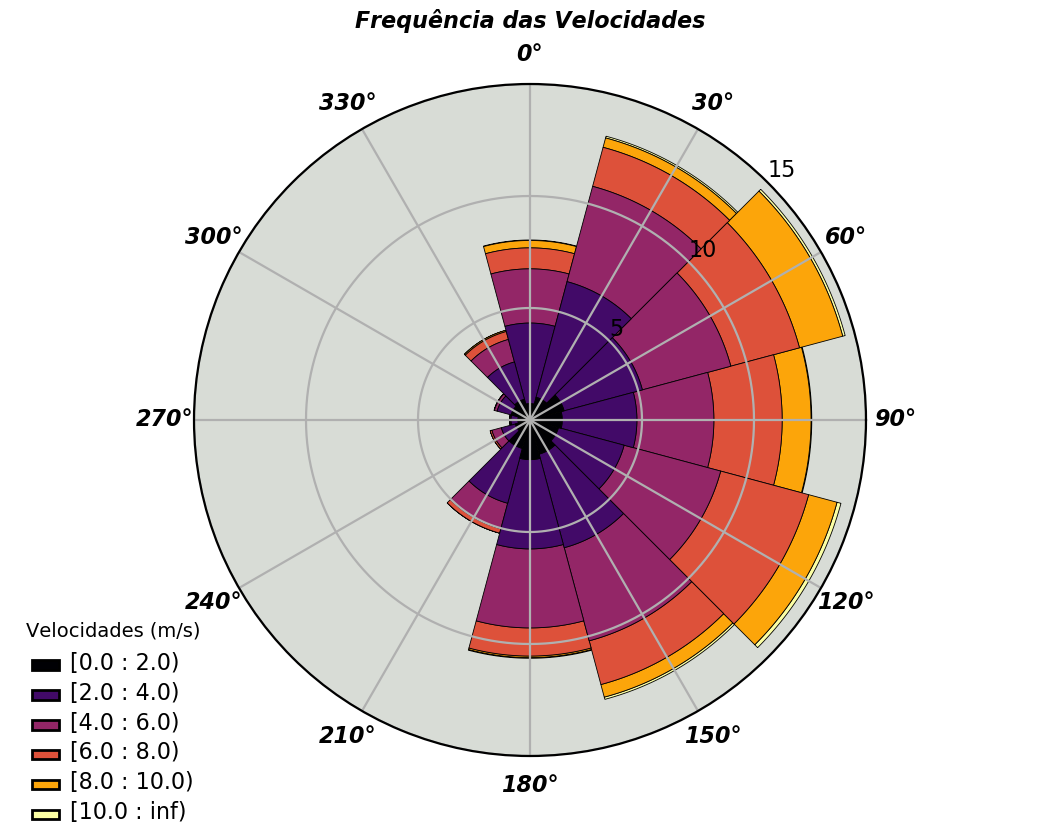 Frequência das Velocidades
0°
330°
30°
15
300°
60°
10
5
270°
90°
240°
120°
210°
150°
180°
Velocidades (m/s)
[0.0 : 2.0)
[2.0 : 4.0)
[4.0 : 6.0)
[6.0 : 8.0)
[8.0 : 10.0)
[10.0 : inf)